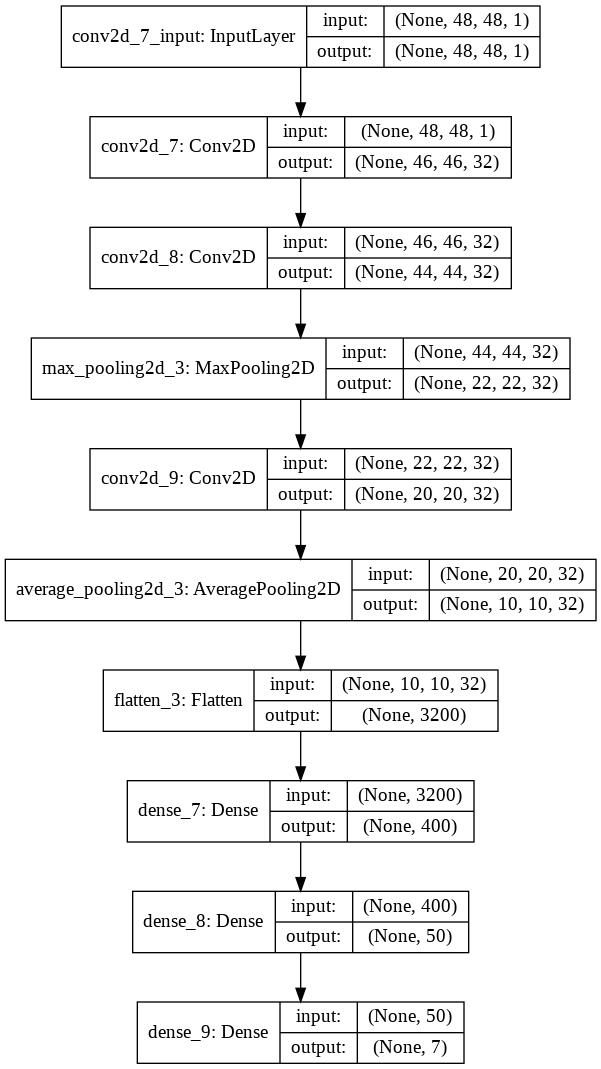 conv2d_7_input: InputLayer
input: (None, 48, 48, 1)
output: (None, 48, 48, 1)
conv2d_7: Conv2D
input: (None, 48, 48, 1)
output: (None, 46, 46, 32)
conv2d_8: Conv2D
input: (None, 46, 46, 32)
output: (None, 44, 44, 32)
max_pooling2d_3: MaxPooling2D
input: (None, 44, 44, 32)
output: (None, 22, 22, 32)
conv2d_9: Conv2D
input: (None, 22, 22, 32)
output: (None, 20, 20, 32)
average_pooling2d_3: AveragePooling2D
input: (None, 20, 20, 32)
output: (None, 10, 10, 32)
flatten_3: Flatten
input: (None, 10, 10, 32)
output: (None, 3200)
dense_7: Dense
input: (None, 3200)
output: (None, 400)
dense_8: Dense
input: (None, 400)
output: (None, 50)
dense_9: Dense
input: (None, 50)
output: (None, 7)